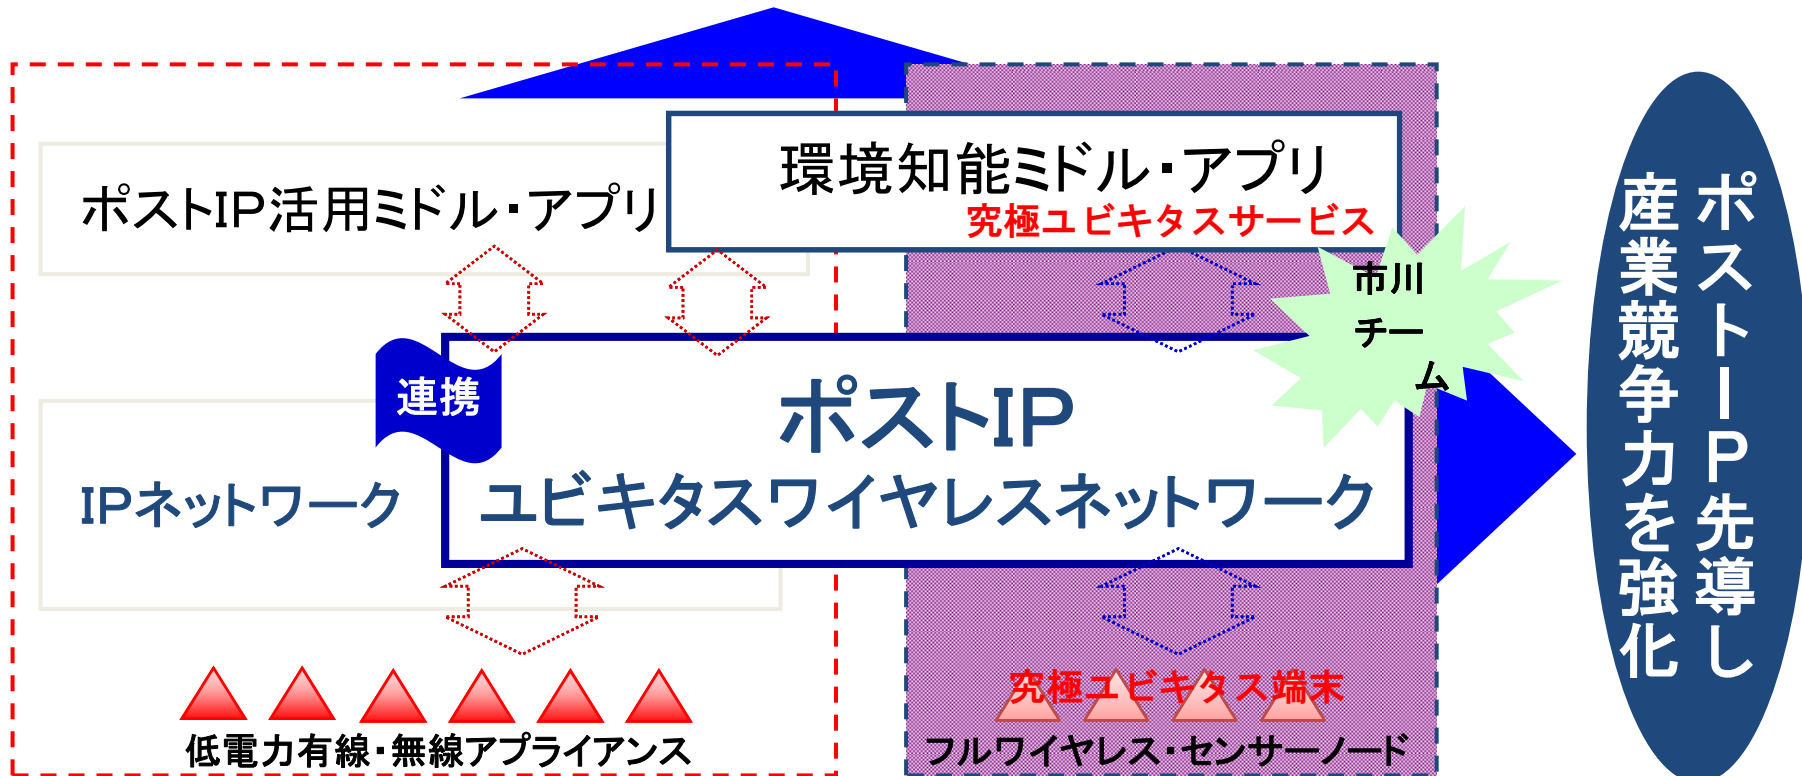 環境知能ミドル・アプリ
究極ユビキタスサービス
ポストIP活用ミドル・アプリ
市川
チー
ム
連携
ポストIP
ユビキタスワイヤレスネットワーク
IPネットワーク
究極ユビキタス端末
低電力有線・無線アプライアンス
フルワイヤレス・センサーノード
ポストIP先導し
産業競争力を強化